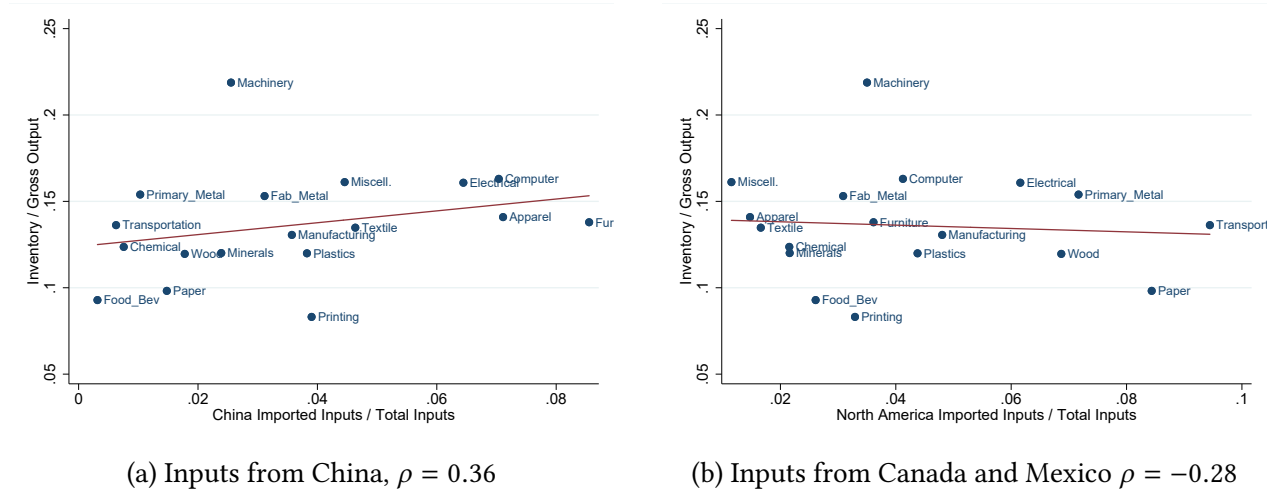 Inventory / Gross Output
.25
.2
.15
.1
.05
Machinery
Primary_Metal
Fab_Metal
Miscell.
Electrical
Computer
Transportation
Apparel
Fur
Textile
Manufacturing
Chemical
Wood
Minerals
Plastics
Food_Bev
Paper
Printing
0
.02
.04
.06
.08
China Imported Inputs / Total Inputs
(a) Inputs from China, ρ = 0.36
Inventory / Gross Output
.25
.2
.15
.1
.05
Machinery
Miscell.
Computer
Electrical
Fab_Metal
Primary_Metal
Apparel
Furniture
Transport
Textile
Manufacturing
Chemical
Minerals
Plastics
Wood
Food_Bev
Paper
Printing
.02
.04
.06
.08
.1
North America Imported Inputs / Total Inputs
(b) Inputs from Canada and Mexico ρ = −0.28